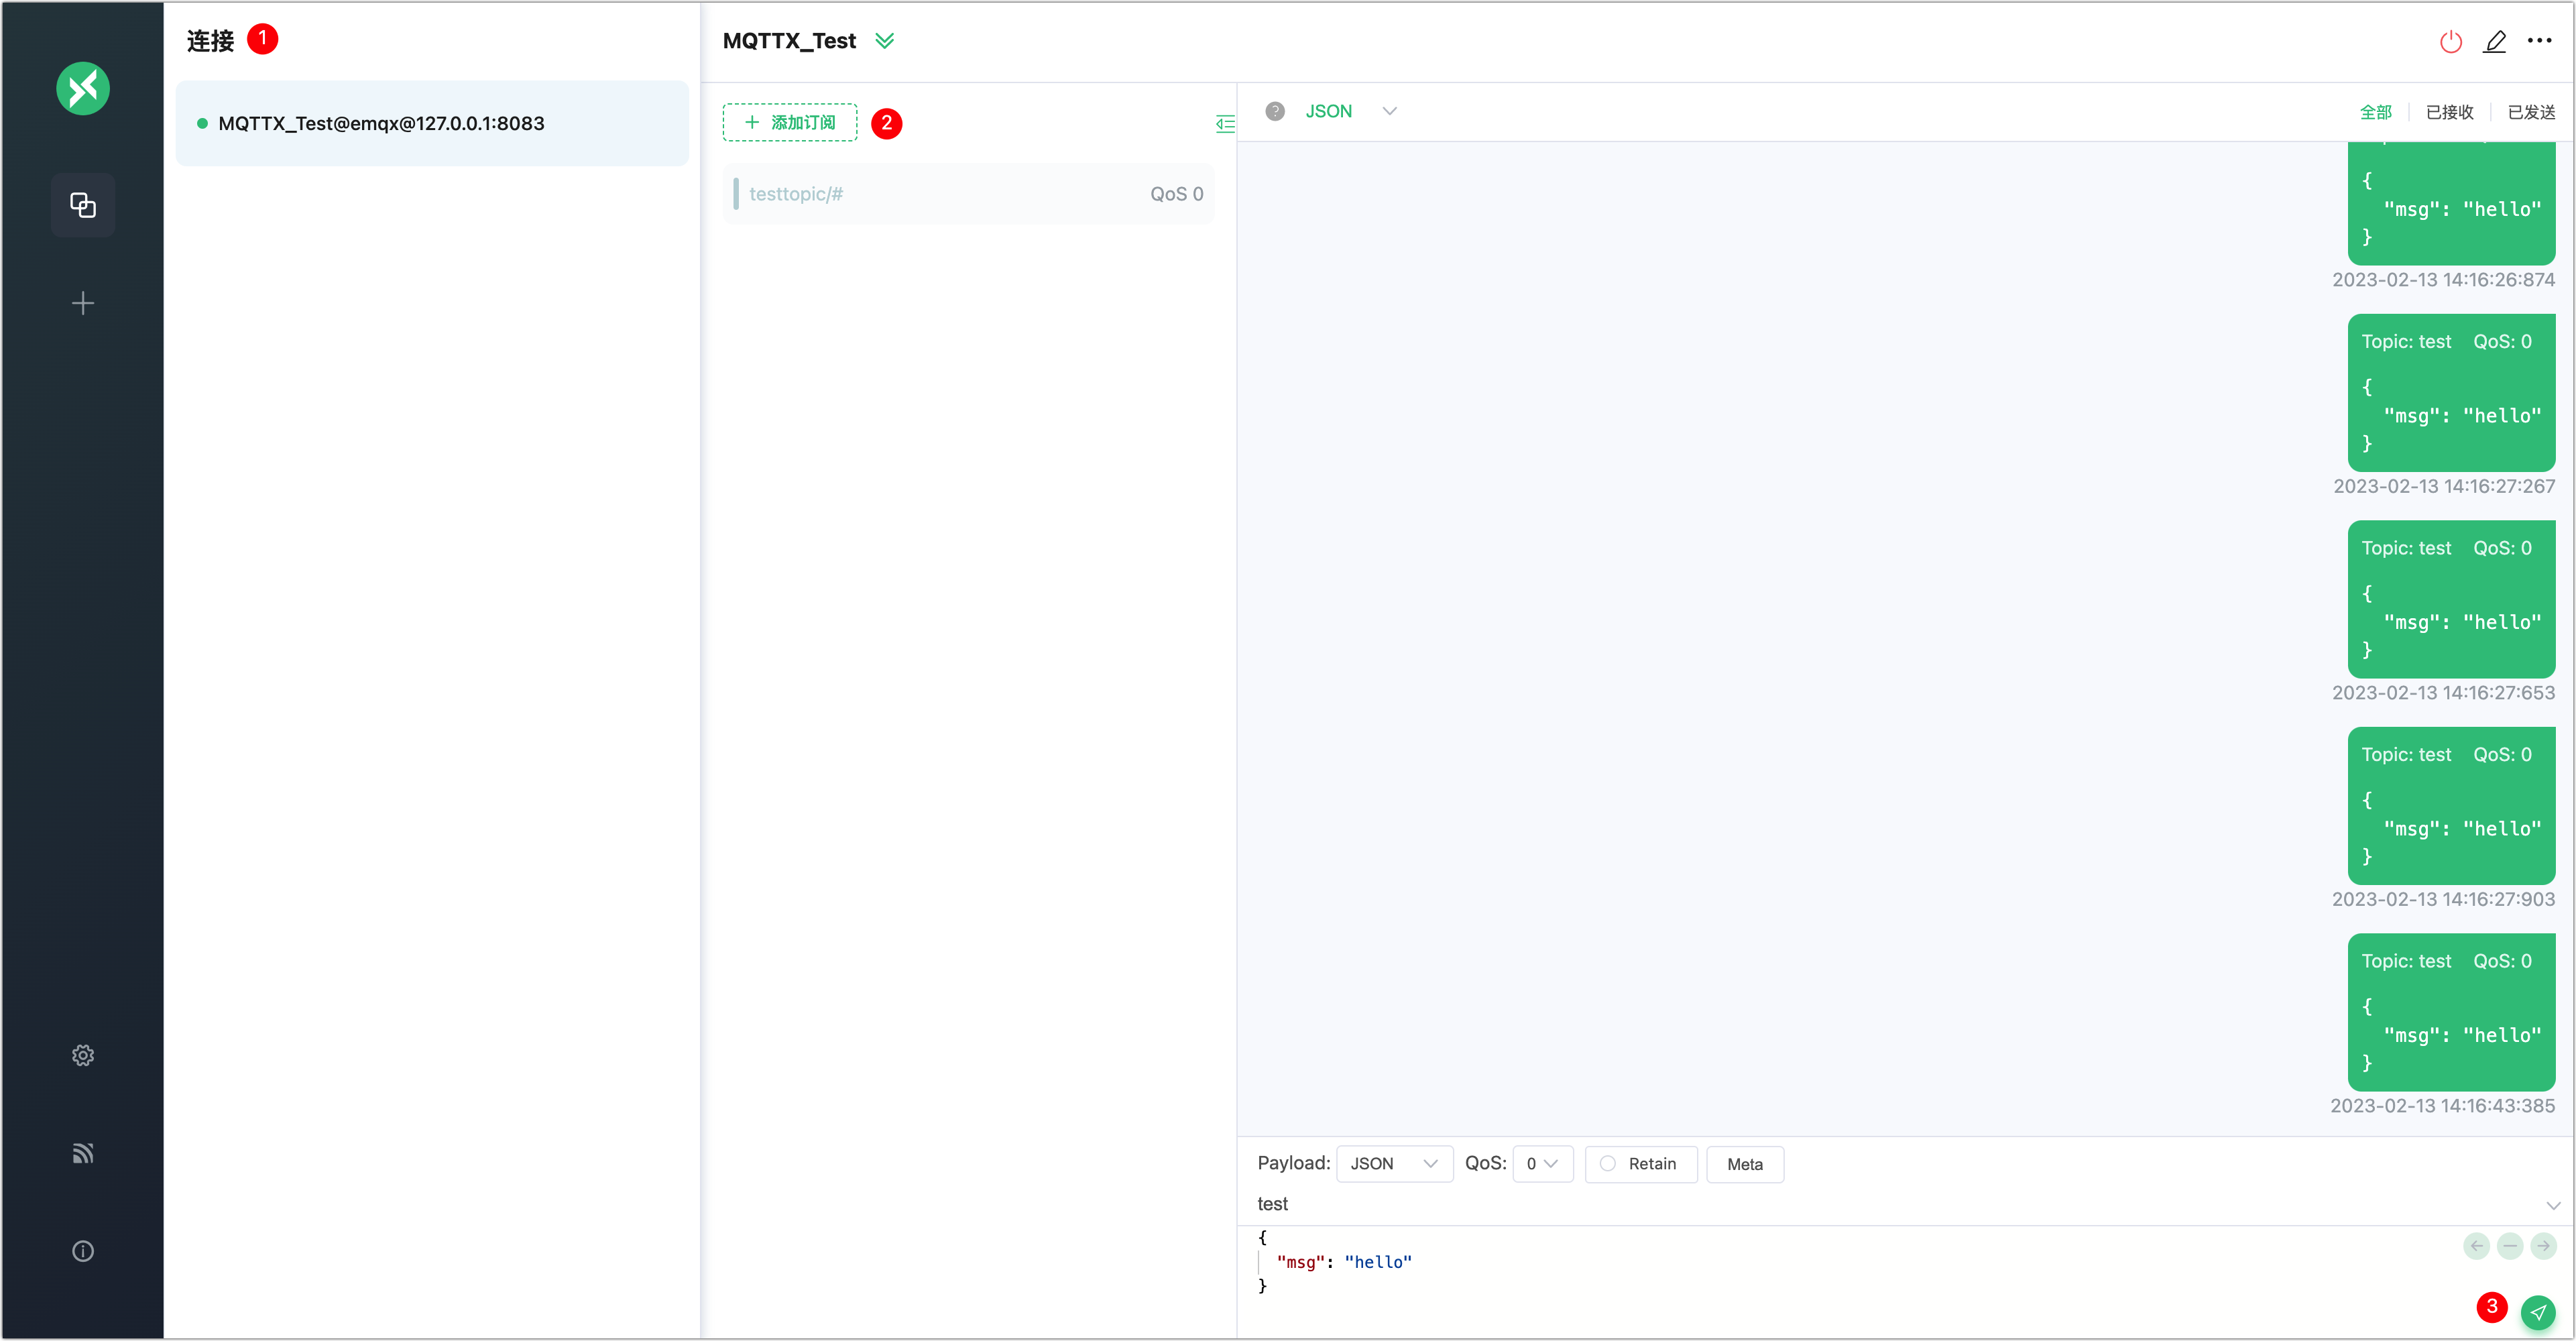 连接 1
MQTTX_Test@emqx@127.0.0.1:8083
MQTTX_Test
+ 添加订阅 2
testtopic/# QoS 0
? JSON
全部 已接收 已发送
{
"msg": "hello"
}
2023-02-13 14:16:26:874
Topic: test QoS: 0
{
"msg": "hello"
}
2023-02-13 14:16:27:267
Topic: test QoS: 0
{
"msg": "hello"
}
2023-02-13 14:16:27:653
Topic: test QoS: 0
{
"msg": "hello"
}
2023-02-13 14:16:27:903
Topic: test QoS: 0
{
"msg": "hello"
}
2023-02-13 14:16:43:385
Payload: JSON QoS: 0 Retain Meta
test
{
"msg": "hello"
}
3